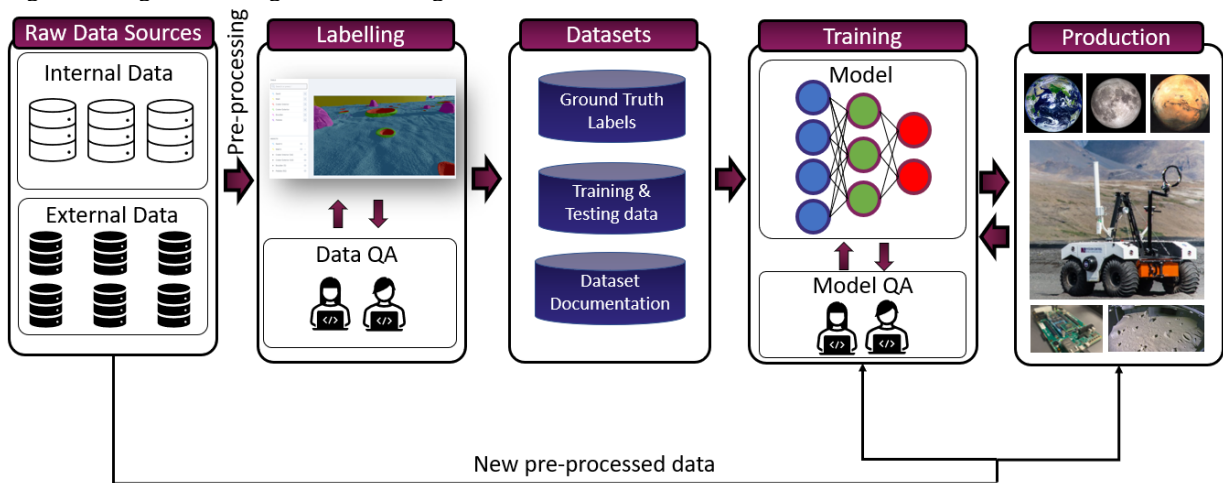 Raw Data Sources
Internal Data
External Data
Pre-processing
Labelling
Data QA
Datasets
Ground Truth
Labels
Training &
Testing data
Dataset
Documentation
Training
Model
Model QA
Production
New pre-processed data